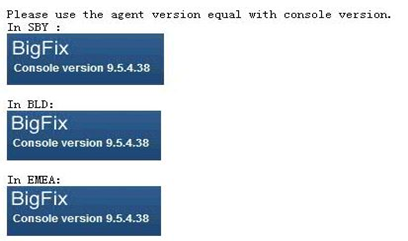 Please use the agent version equal with console version.
In SBY :
BigFix
Console version 9.5.4.38
In BLD:
BigFix
Console version 9.5.4.38
In EMEA:
BigFix
Console version 9.5.4.38